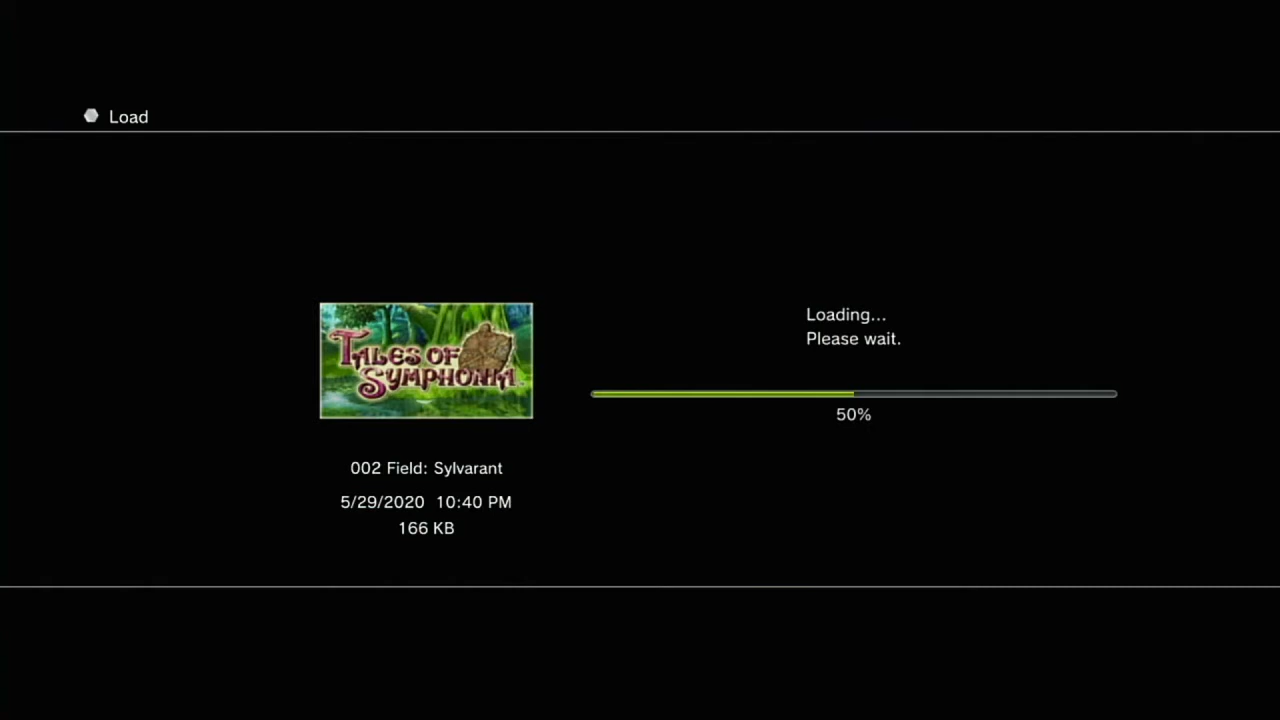 Load
TALES OF
SYMPHONIA
Loading...
Please wait.
50%
002 Field: Sylvarant
5/29/2020 10:40 PM
166 KB